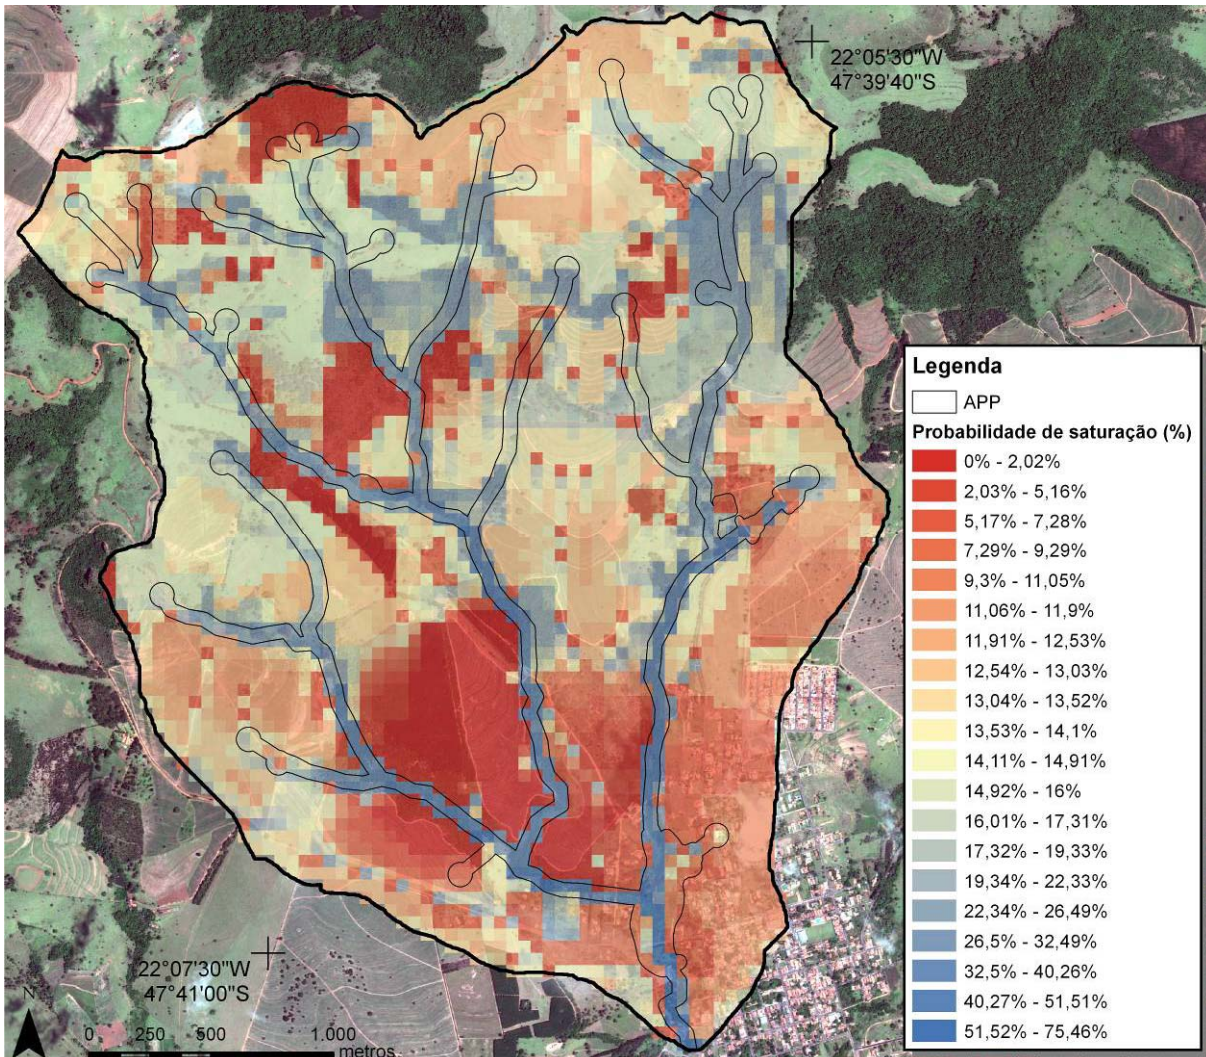 22°05'30"W
47°39'40"S
Legenda
APP
Probabilidade de saturação (%)
0% - 2,02%
2,03% - 5,16%
5,17% - 7,28%
7,29% - 9,29%
9,3% - 11,05%
11,06% - 11,9%
11,91% - 12,53%
12,54% - 13,03%
13,04% - 13,52%
13,53% - 14,1%
14,11% - 14,91%
14,92% - 16%
16,01% - 17,31%
17,32% - 19,33%
19,34% - 22,33%
22,34% - 26,49%
26,5% - 32,49%
32,5% - 40,26%
40,27% - 51,51%
51,52% - 75,46%
22°07'30"W
47°41'00"S
N
0 250 500 1.000
metros